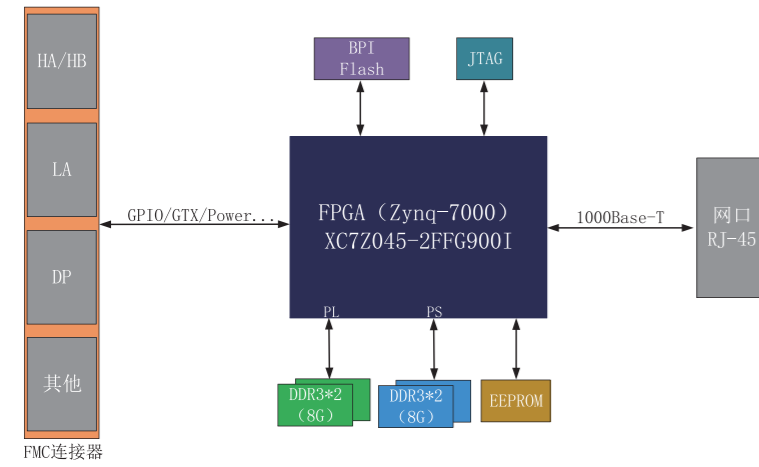 HA/HB
LA
DP
其他
FMC连接器
GPIO/GTX/Power...
BPI
Flash
JTAG
FPGA（Zynq-7000）
XC7Z045-2FFG900I
PL
PS
1000Base-T
网口
RJ-45
DDR3*2
（8G）
DDR3*2
（8G）
EEPROM